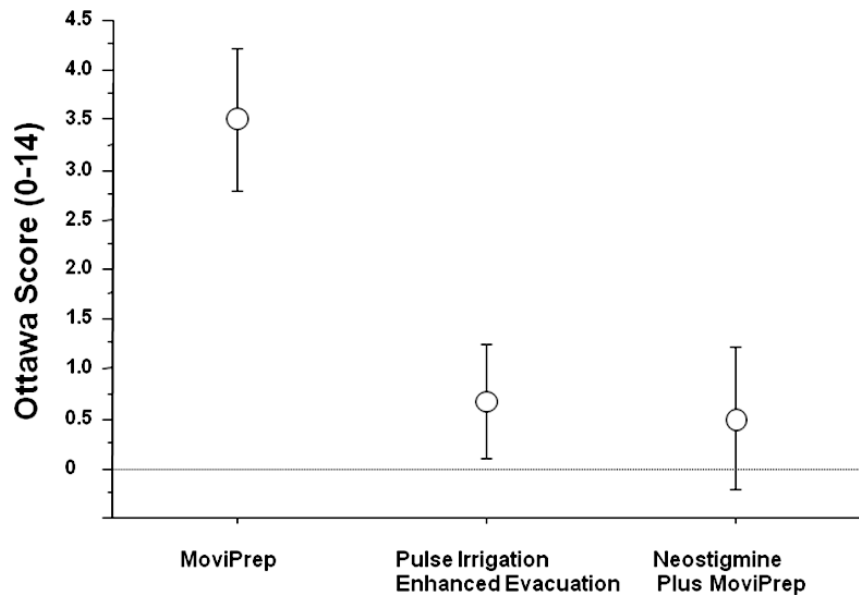 Ottawa Score (0-14)
4.5
4.0
3.5
3.0
2.5
2.0
1.5
1.0
0.5
0
MoviPrep
Pulse Irrigation
Enhanced Evacuation
Neostigmine
Plus MoviPrep